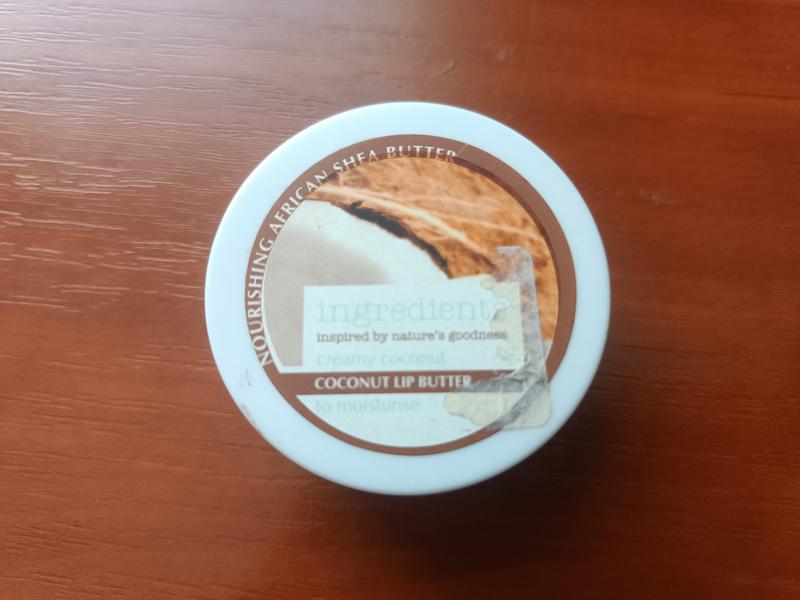 NOURISHING AFRICAN SHEA BUTTER
ingredients
inspired by nature's goodness
creamy coconut
COCONUT LIP BUTTER
to moisturise